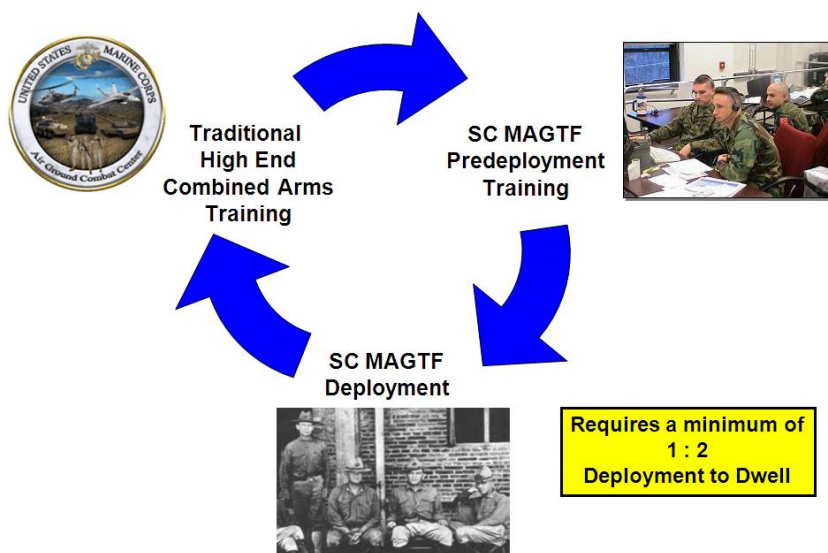 UNITED STATES MARINE CORPS
Air Ground Combat Center
Traditional
High End
Combined Arms
Training
SC MAGTF
Predeployment
Training
SC MAGTF
Deployment
Requires a minimum of
1 : 2
Deployment to Dwell